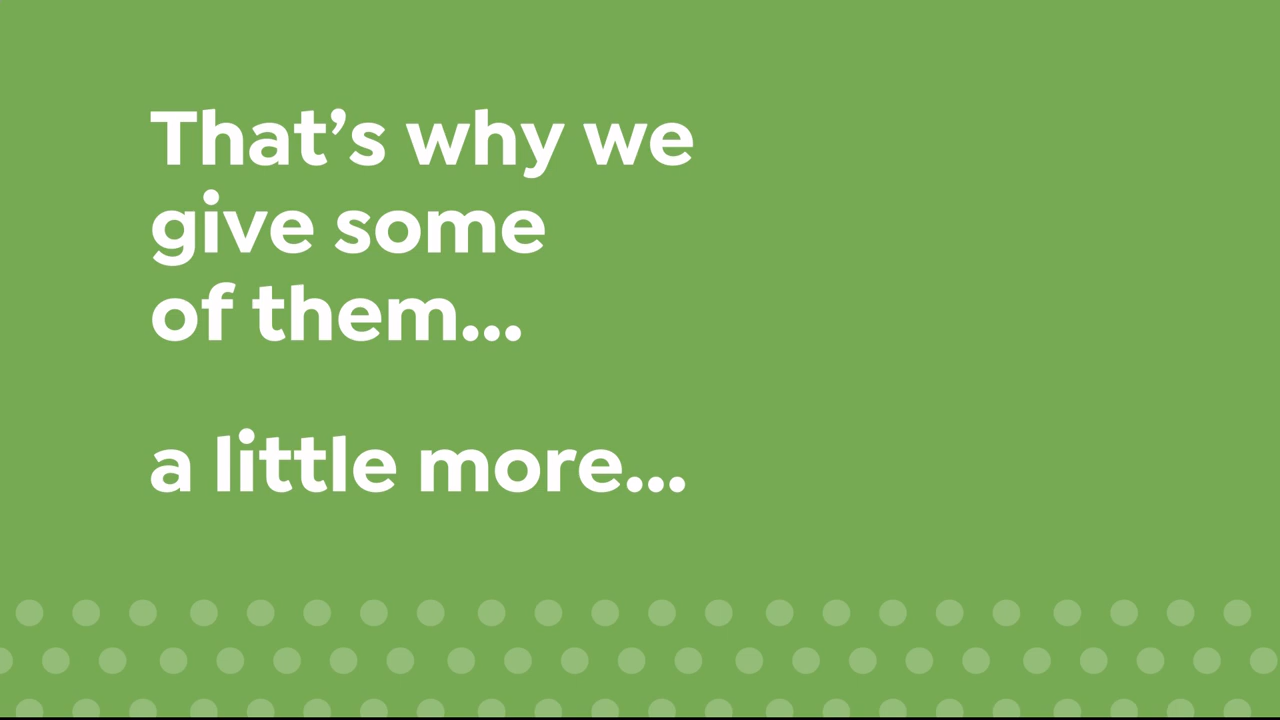 That’s why we
give some
of them...
a little more...